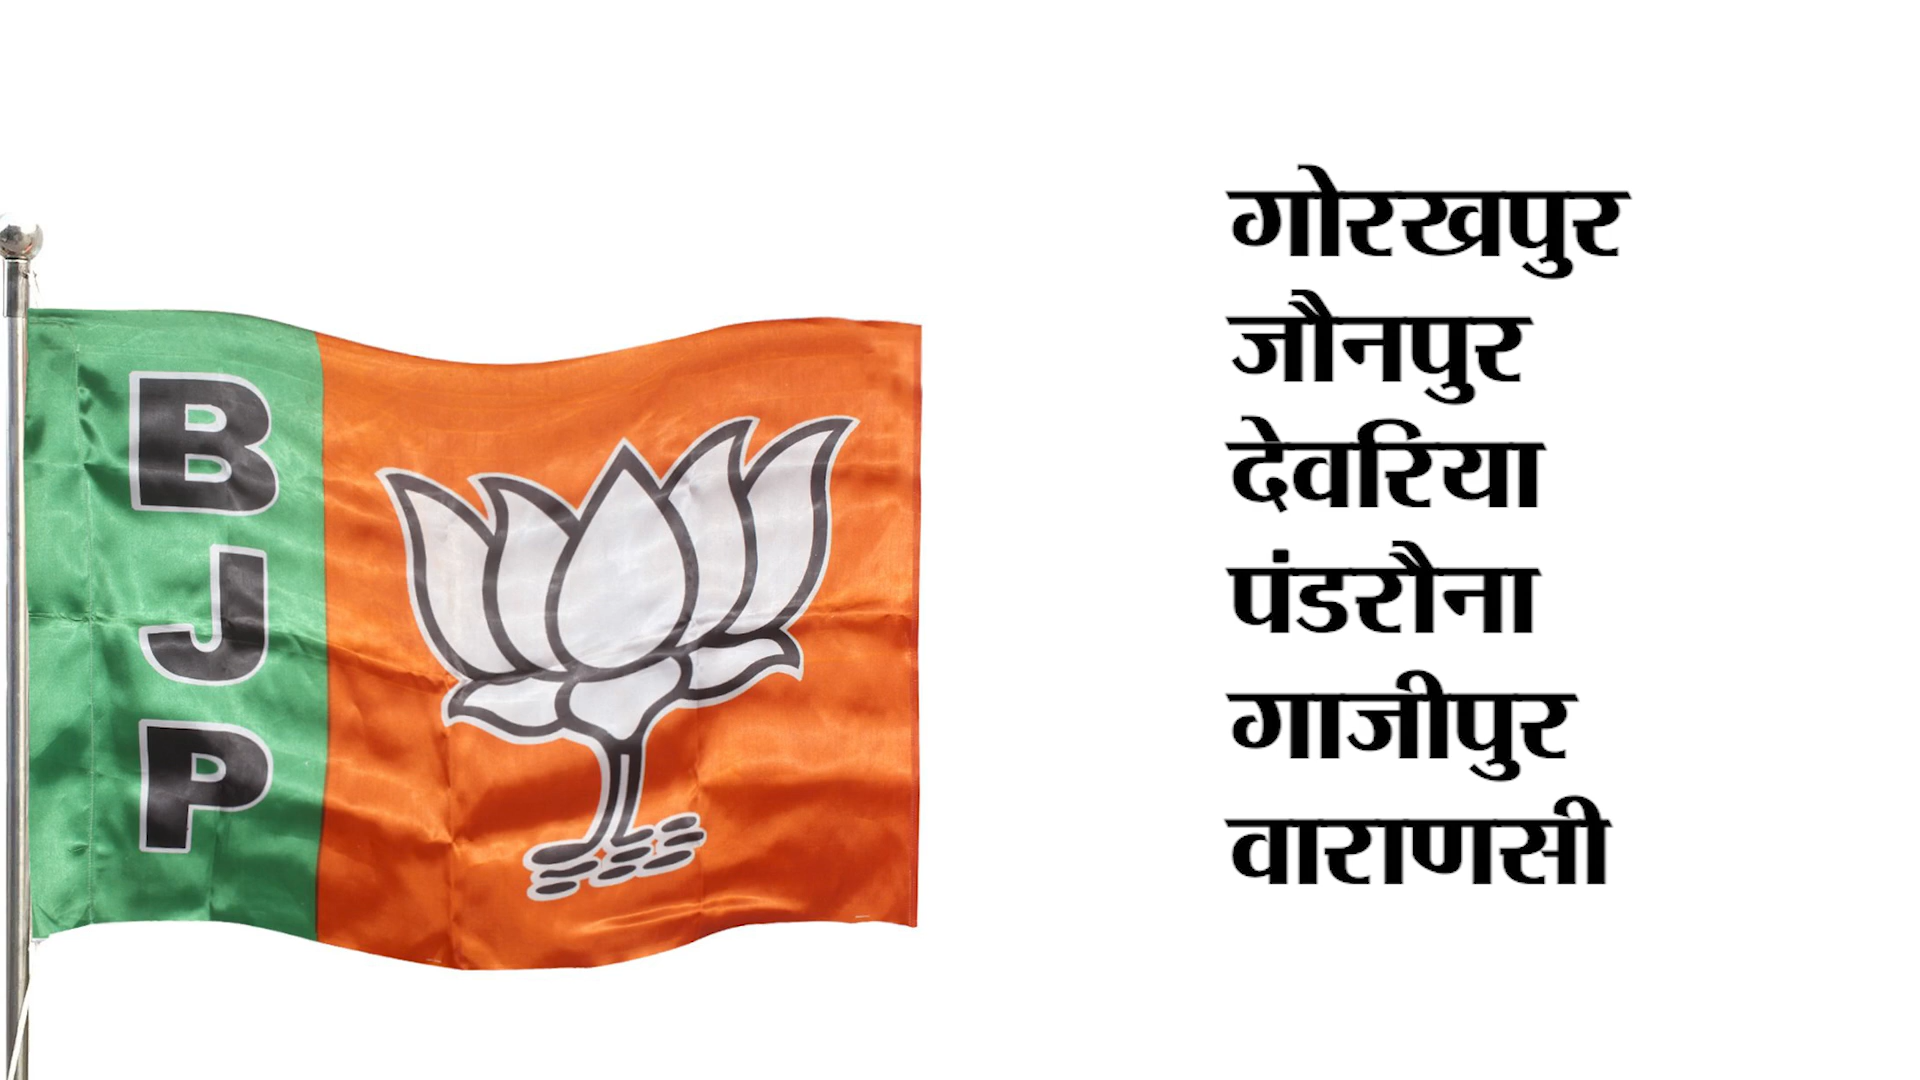 BJP
गोरखपुर
जौनपुर
देवरिया
पंडरौना
गाजीपुर
वाराणसी